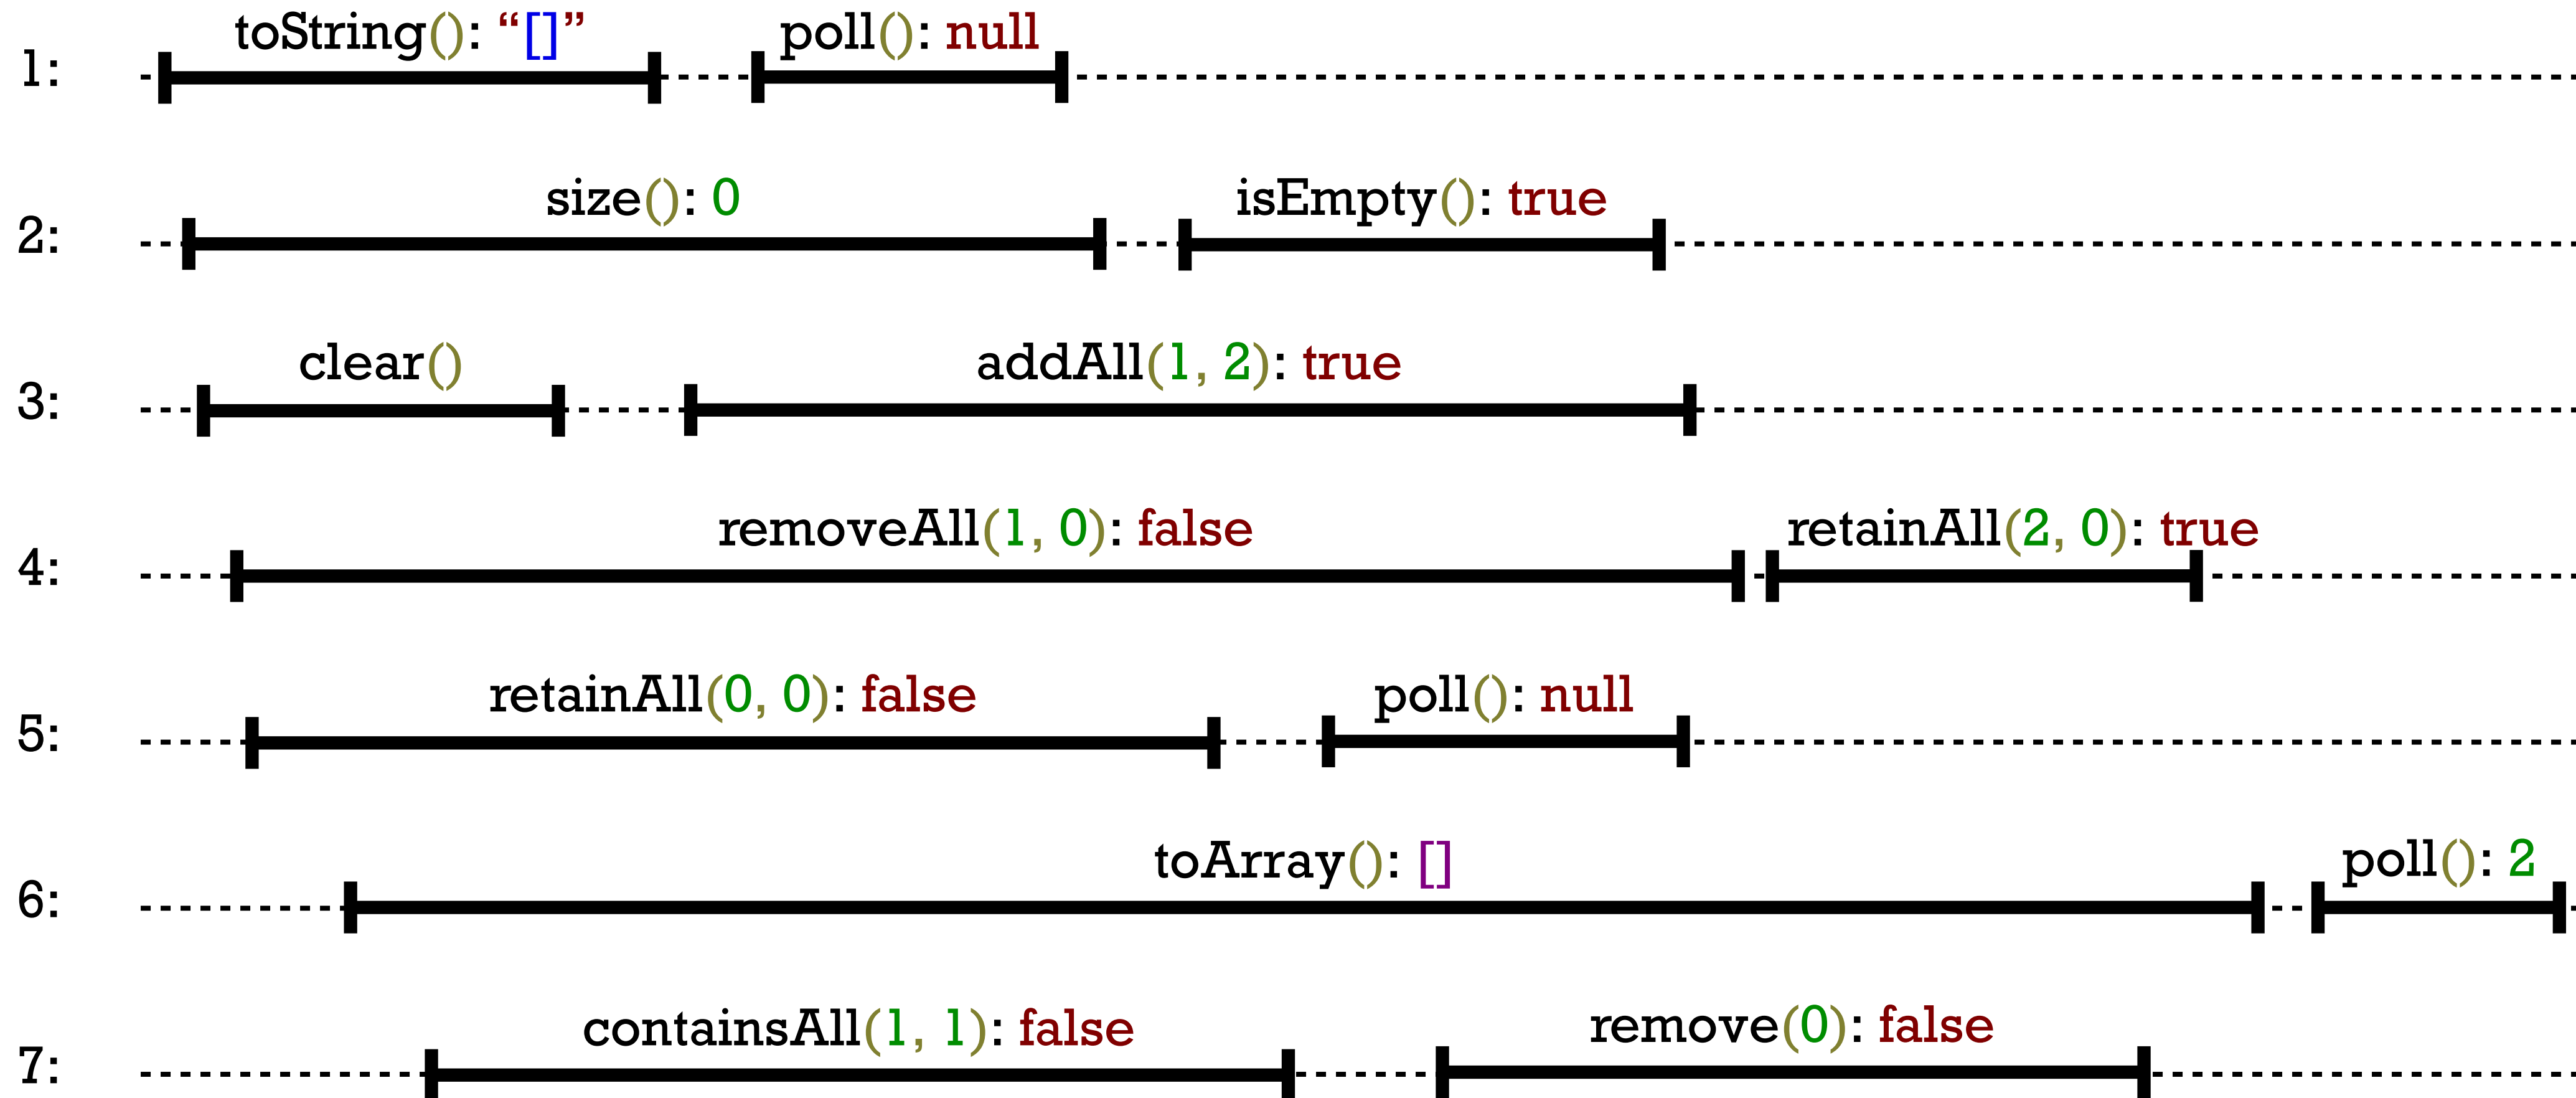 1: toString(): “[]” poll(): null
2: size(): 0 isEmpty(): true
3: clear() addAll(1, 2): true
4: removeAll(1, 0): false retainAll(2, 0): true
5: retainAll(0, 0): false poll(): null
6: toArray(): [] poll(): 2
7: containsAll(1, 1): false remove(0): false